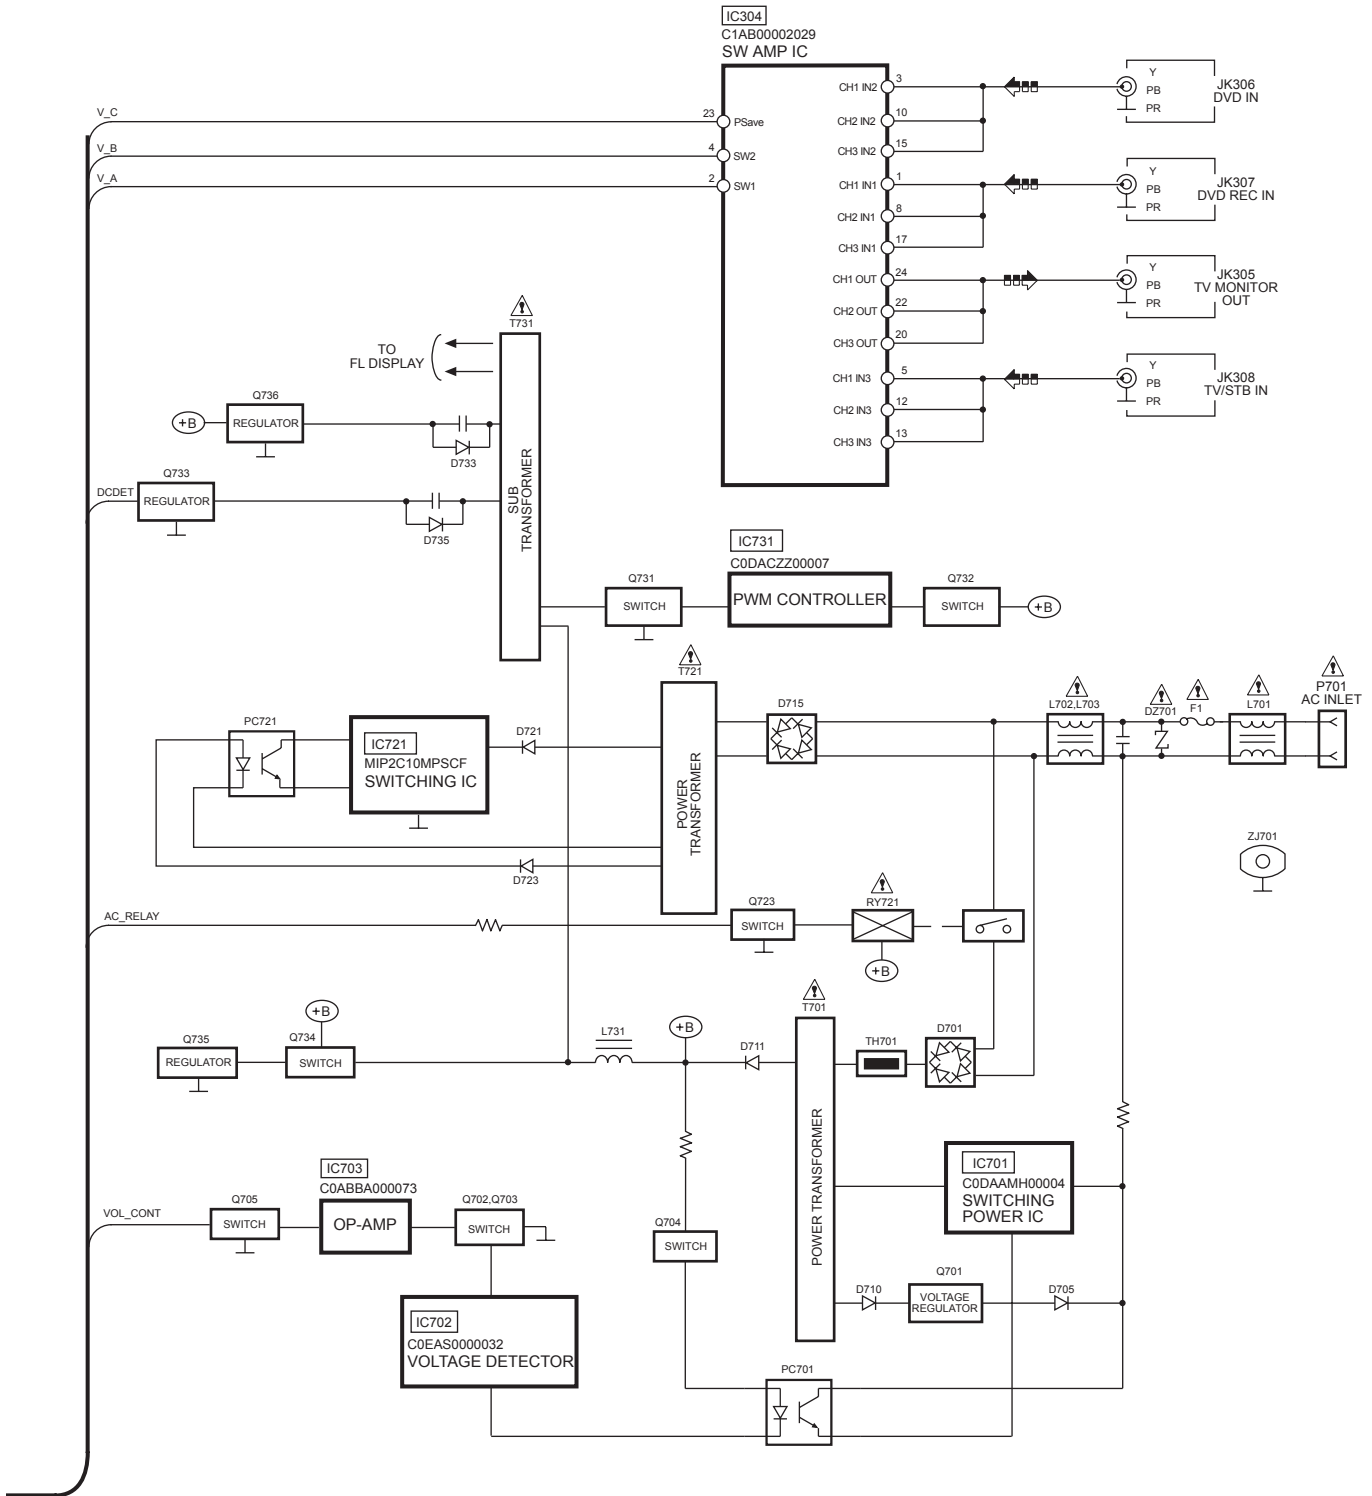 IC304
C1AB00002029
SW AMP IC
V_C
23
PSave
V_B
4
SW2
V_A
2
SW1
CH1 IN2
3
CH2 IN2
10
CH3 IN2
15
CH1 IN1
1
CH2 IN1
8
CH3 IN1
17
CH1 OUT
24
CH2 OUT
22
CH3 OUT
20
CH1 IN3
5
CH2 IN3
12
CH3 IN3
13
Y
PB
PR
JK306
DVD IN
Y
PB
PR
JK307
DVD REC IN
Y
PB
PR
JK305
TV MONITOR
OUT
Y
PB
PR
JK308
TV/STB IN
T731
TO
FL DISPLAY
SUB
TRANSFORMER
Q736
+B
REGULATOR
D733
Q733
DCDET
REGULATOR
D735
IC731
C0DACZZ00007
PWM CONTROLLER
Q731
SWITCH
Q732
SWITCH
+B
T721
POWER
TRANSFORMER
D715
L702,L703
DZ701
F1
L701
P701
AC INLET
PC721
IC721
MIP2C10MPSCF
SWITCHING IC
D721
D723
ZJ701
AC_RELAY
Q723
SWITCH
RY721
+B
T701
POWER TRANSFORMER
TH701
D701
+B
Q735
REGULATOR
Q734
SWITCH
L731
+B
D711
IC701
C0DAAMH00004
SWITCHING
POWER IC
IC703
C0ABBA000073
OP-AMP
VOL_CONT
Q705
SWITCH
Q702,Q703
SWITCH
Q704
SWITCH
D710
Q701
VOLTAGE
REGULATOR
D705
IC702
C0EAS0000032
VOLTAGE DETECTOR
PC701